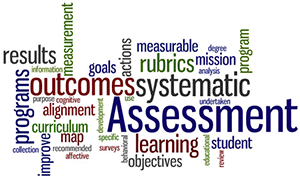 results
information
measurement
goals
actions
measurable
degree
rubrics
mission
analysis
program
programs
outcomes
systematic
purpose
cognitive
use
undertaken
alignment
development
Assessment
curriculum
specific
map
collection
improve
recommended
affective
surveys
behavioral
learning
objectives
educational
student
review